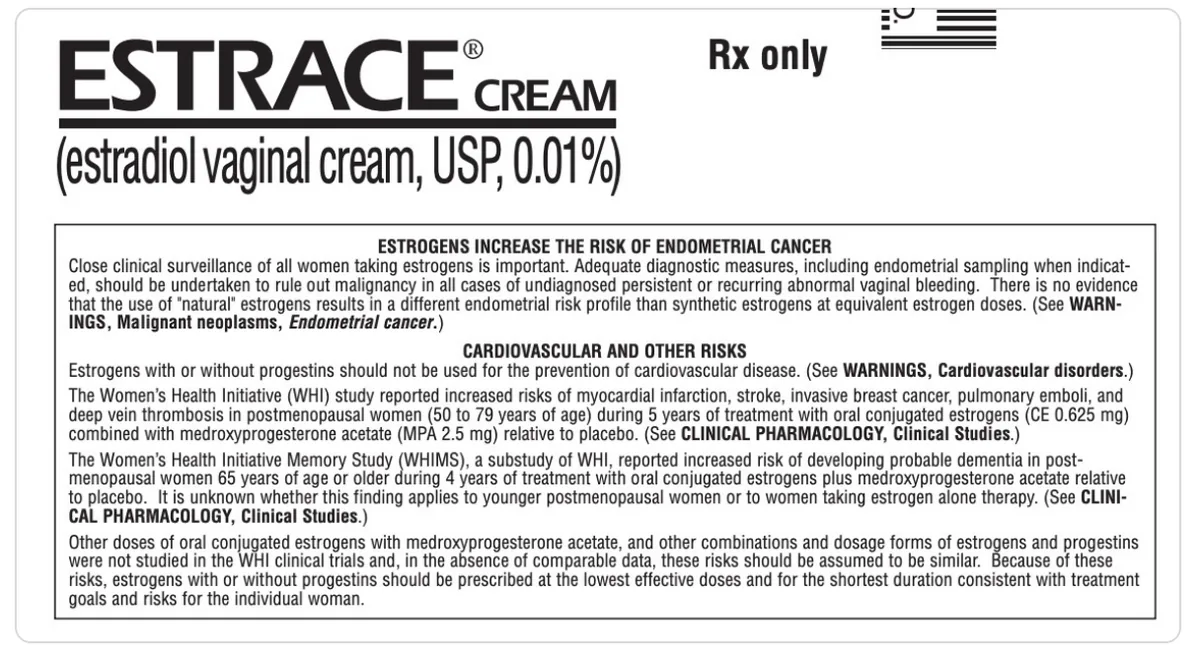 ESTRACE® CREAM
Rx only
(estradiol vaginal cream, USP, 0.01%)
ESTROGENS INCREASE THE RISK OF ENDOMETRIAL CANCER
Close clinical surveillance of all women taking estrogens is important. Adequate diagnostic measures, including endometrial sampling when indicat-
ed, should be undertaken to rule out malignancy in all cases of undiagnosed persistent or recurring abnormal vaginal bleeding. There is no evidence
that the use of "natural" estrogens results in a different endometrial risk profile than synthetic estrogens at equivalent estrogen doses. (See WARN-
INGS, Malignant neoplasms, Endometrial cancer.)
CARDIOVASCULAR AND OTHER RISKS
Estrogens with or without progestins should not be used for the prevention of cardiovascular disease. (See WARNINGS, Cardiovascular disorders.)
The Women’s Health Initiative (WHI) study reported increased risks of myocardial infarction, stroke, invasive breast cancer, pulmonary emboli, and
deep vein thrombosis in postmenopausal women (50 to 79 years of age) during 5 years of treatment with oral conjugated estrogens (CE 0.625 mg)
combined with medroxyprogesterone acetate (MPA 2.5 mg) relative to placebo. (See CLINICAL PHARMACOLOGY, Clinical Studies.)
The Women’s Health Initiative Memory Study (WHIMS), a substudy of WHI, reported increased risk of developing probable dementia in post-
menopausal women 65 years of age or older during 4 years of treatment with oral conjugated estrogens plus medroxyprogesterone acetate relative
to placebo. It is unknown whether this finding applies to younger postmenopausal women or to women taking estrogen alone therapy. (See CLINI-
CAL PHARMACOLOGY, Clinical Studies.)
Other doses of oral conjugated estrogens with medroxyprogesterone acetate, and other combinations and dosage forms of estrogens and progestins
were not studied in the WHI clinical trials and, in the absence of comparable data, these risks should be assumed to be similar. Because of these
risks, estrogens with or without progestins should be prescribed at the lowest effective doses and for the shortest duration consistent with treatment
goals and risks for the individual woman.